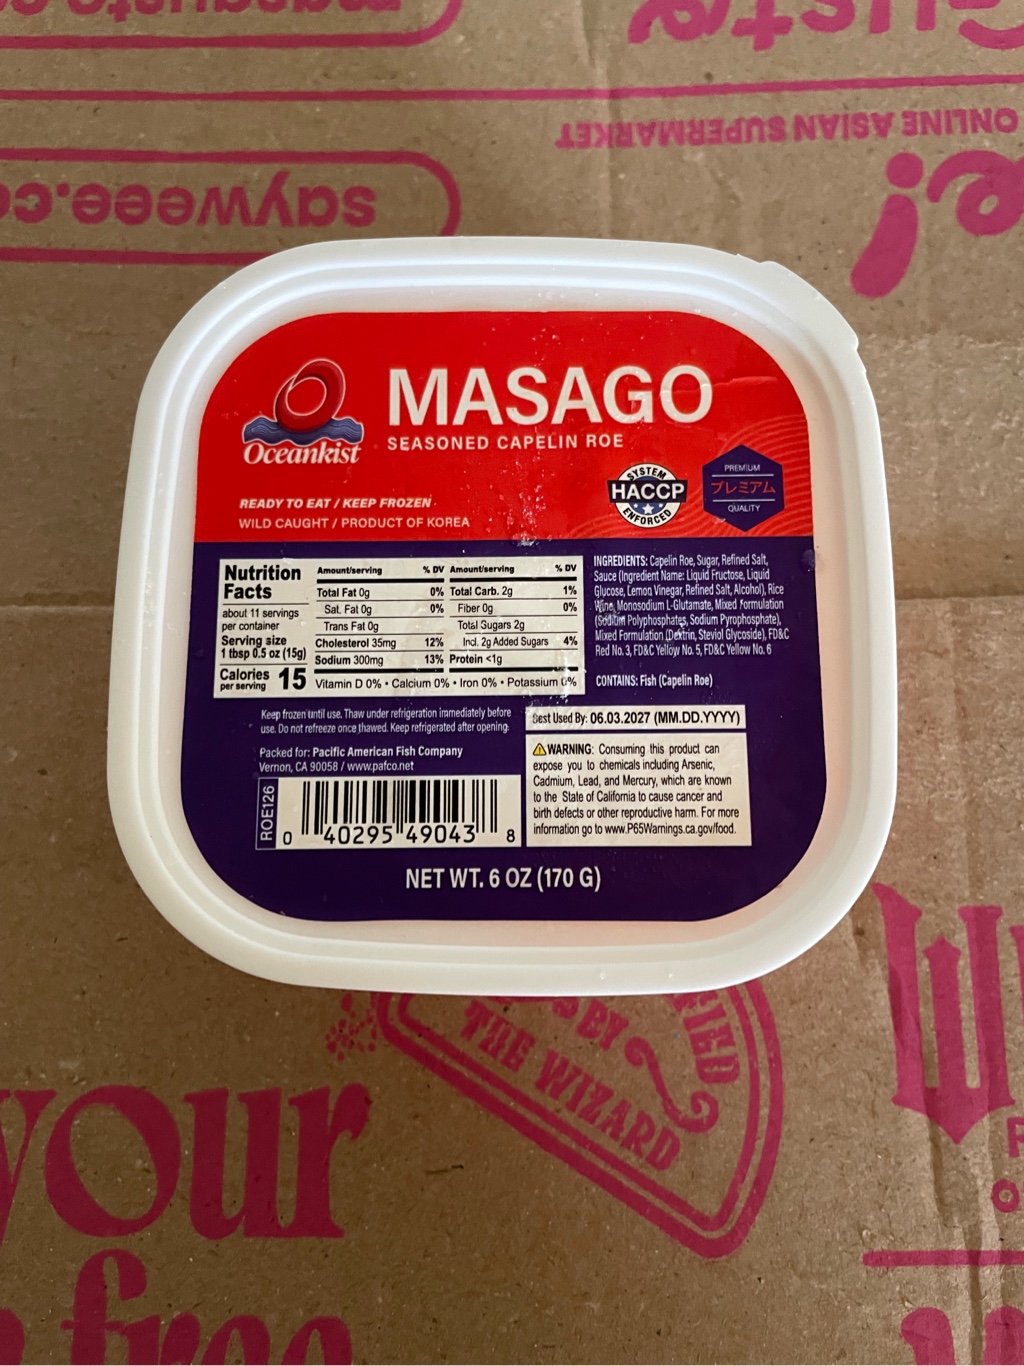 ONLINE ASIAN SUPERMARKET
sayweee.co
e!
Oceankist
MASAGO
SEASONED CAPELIN ROE
READY TO EAT / KEEP FROZEN
WILD CAUGHT / PRODUCT OF KOREA
SYSTEM
HACCP
ENFORCED
PREMIUM
プレミアム
QUALITY
Nutrition
Facts
about 11 servings
per container
Serving size
1 tbsp 0.5 oz (15g)
Calories 15
per serving
Amount/serving % DV
Total Fat 0g 0%
Sat. Fat 0g 0%
Trans Fat 0g
Cholesterol 35mg 12%
Sodium 300mg 13%
Amount/serving % DV
Total Carb. 2g 1%
Fiber 0g 0%
Total Sugars 2g
Incl. 2g Added Sugars 4%
Protein <1g
Vitamin D 0% • Calcium 0% • Iron 0% • Potassium 0%
INGREDIENTS: Capelin Roe, Sugar, Refined Salt,
Sauce (Ingredient Name: Liquid Fructose, Liquid
Glucose, Lemon Vinegar, Refined Salt, Alcohol), Rice
Wine, Monosodium L-Glutamate, Mixed Formulation
(Sodium Polyphosphates, Sodium Pyrophosphate),
Mixed Formulation (Dextrin, Steviol Glycoside), FD&C
Red No. 3, FD&C Yellow No. 5, FD&C Yellow No. 6
CONTAINS: Fish (Capelin Roe)
Keep frozen until use. Thaw under refrigeration immediately before
use. Do not refreeze once thawed. Keep refrigerated after opening.
Packed for: Pacific American Fish Company
Vernon, CA 90058 / www.pafco.net
ROE126
0 40295 49043 8
Best Used By: 06.03.2027 (MM.DD.YYYY)
⚠WARNING: Consuming this product can
expose you to chemicals including Arsenic,
Cadmium, Lead, and Mercury, which are known
to the State of California to cause cancer and
birth defects or other reproductive harm. For more
information go to www.P65Warnings.ca.gov/food.
NET WT. 6 OZ (170 G)
BY
THE WIZARD
your
free